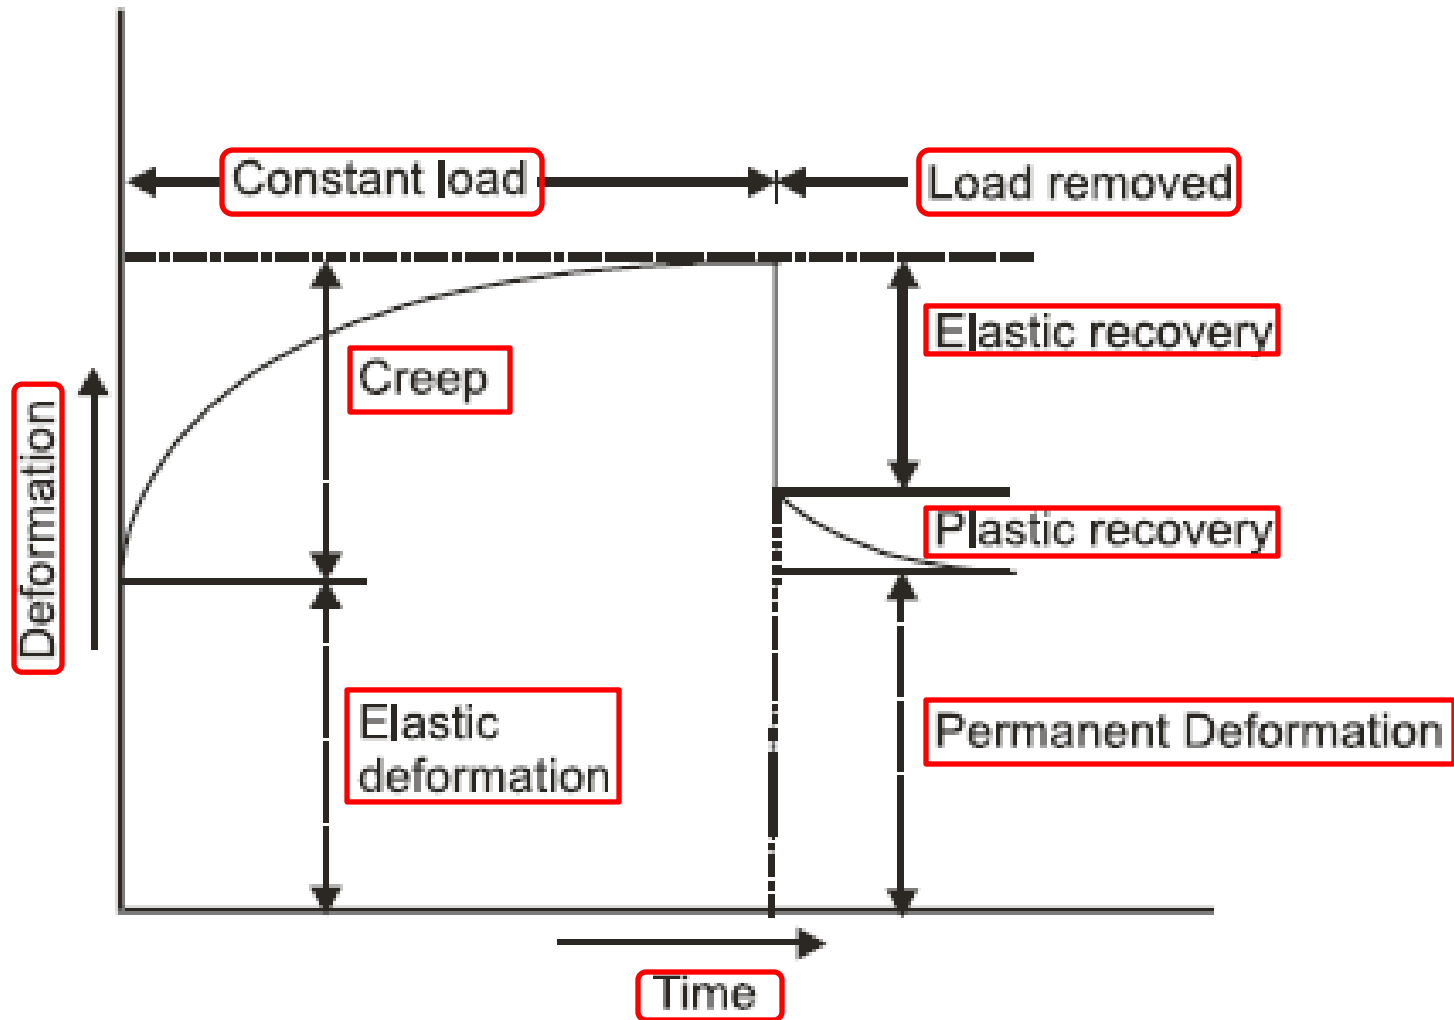 Constant load
Load removed
Elastic recovery
Creep
Deformation
Plastic recovery
Elastic
deformation
Permanent Deformation
Time